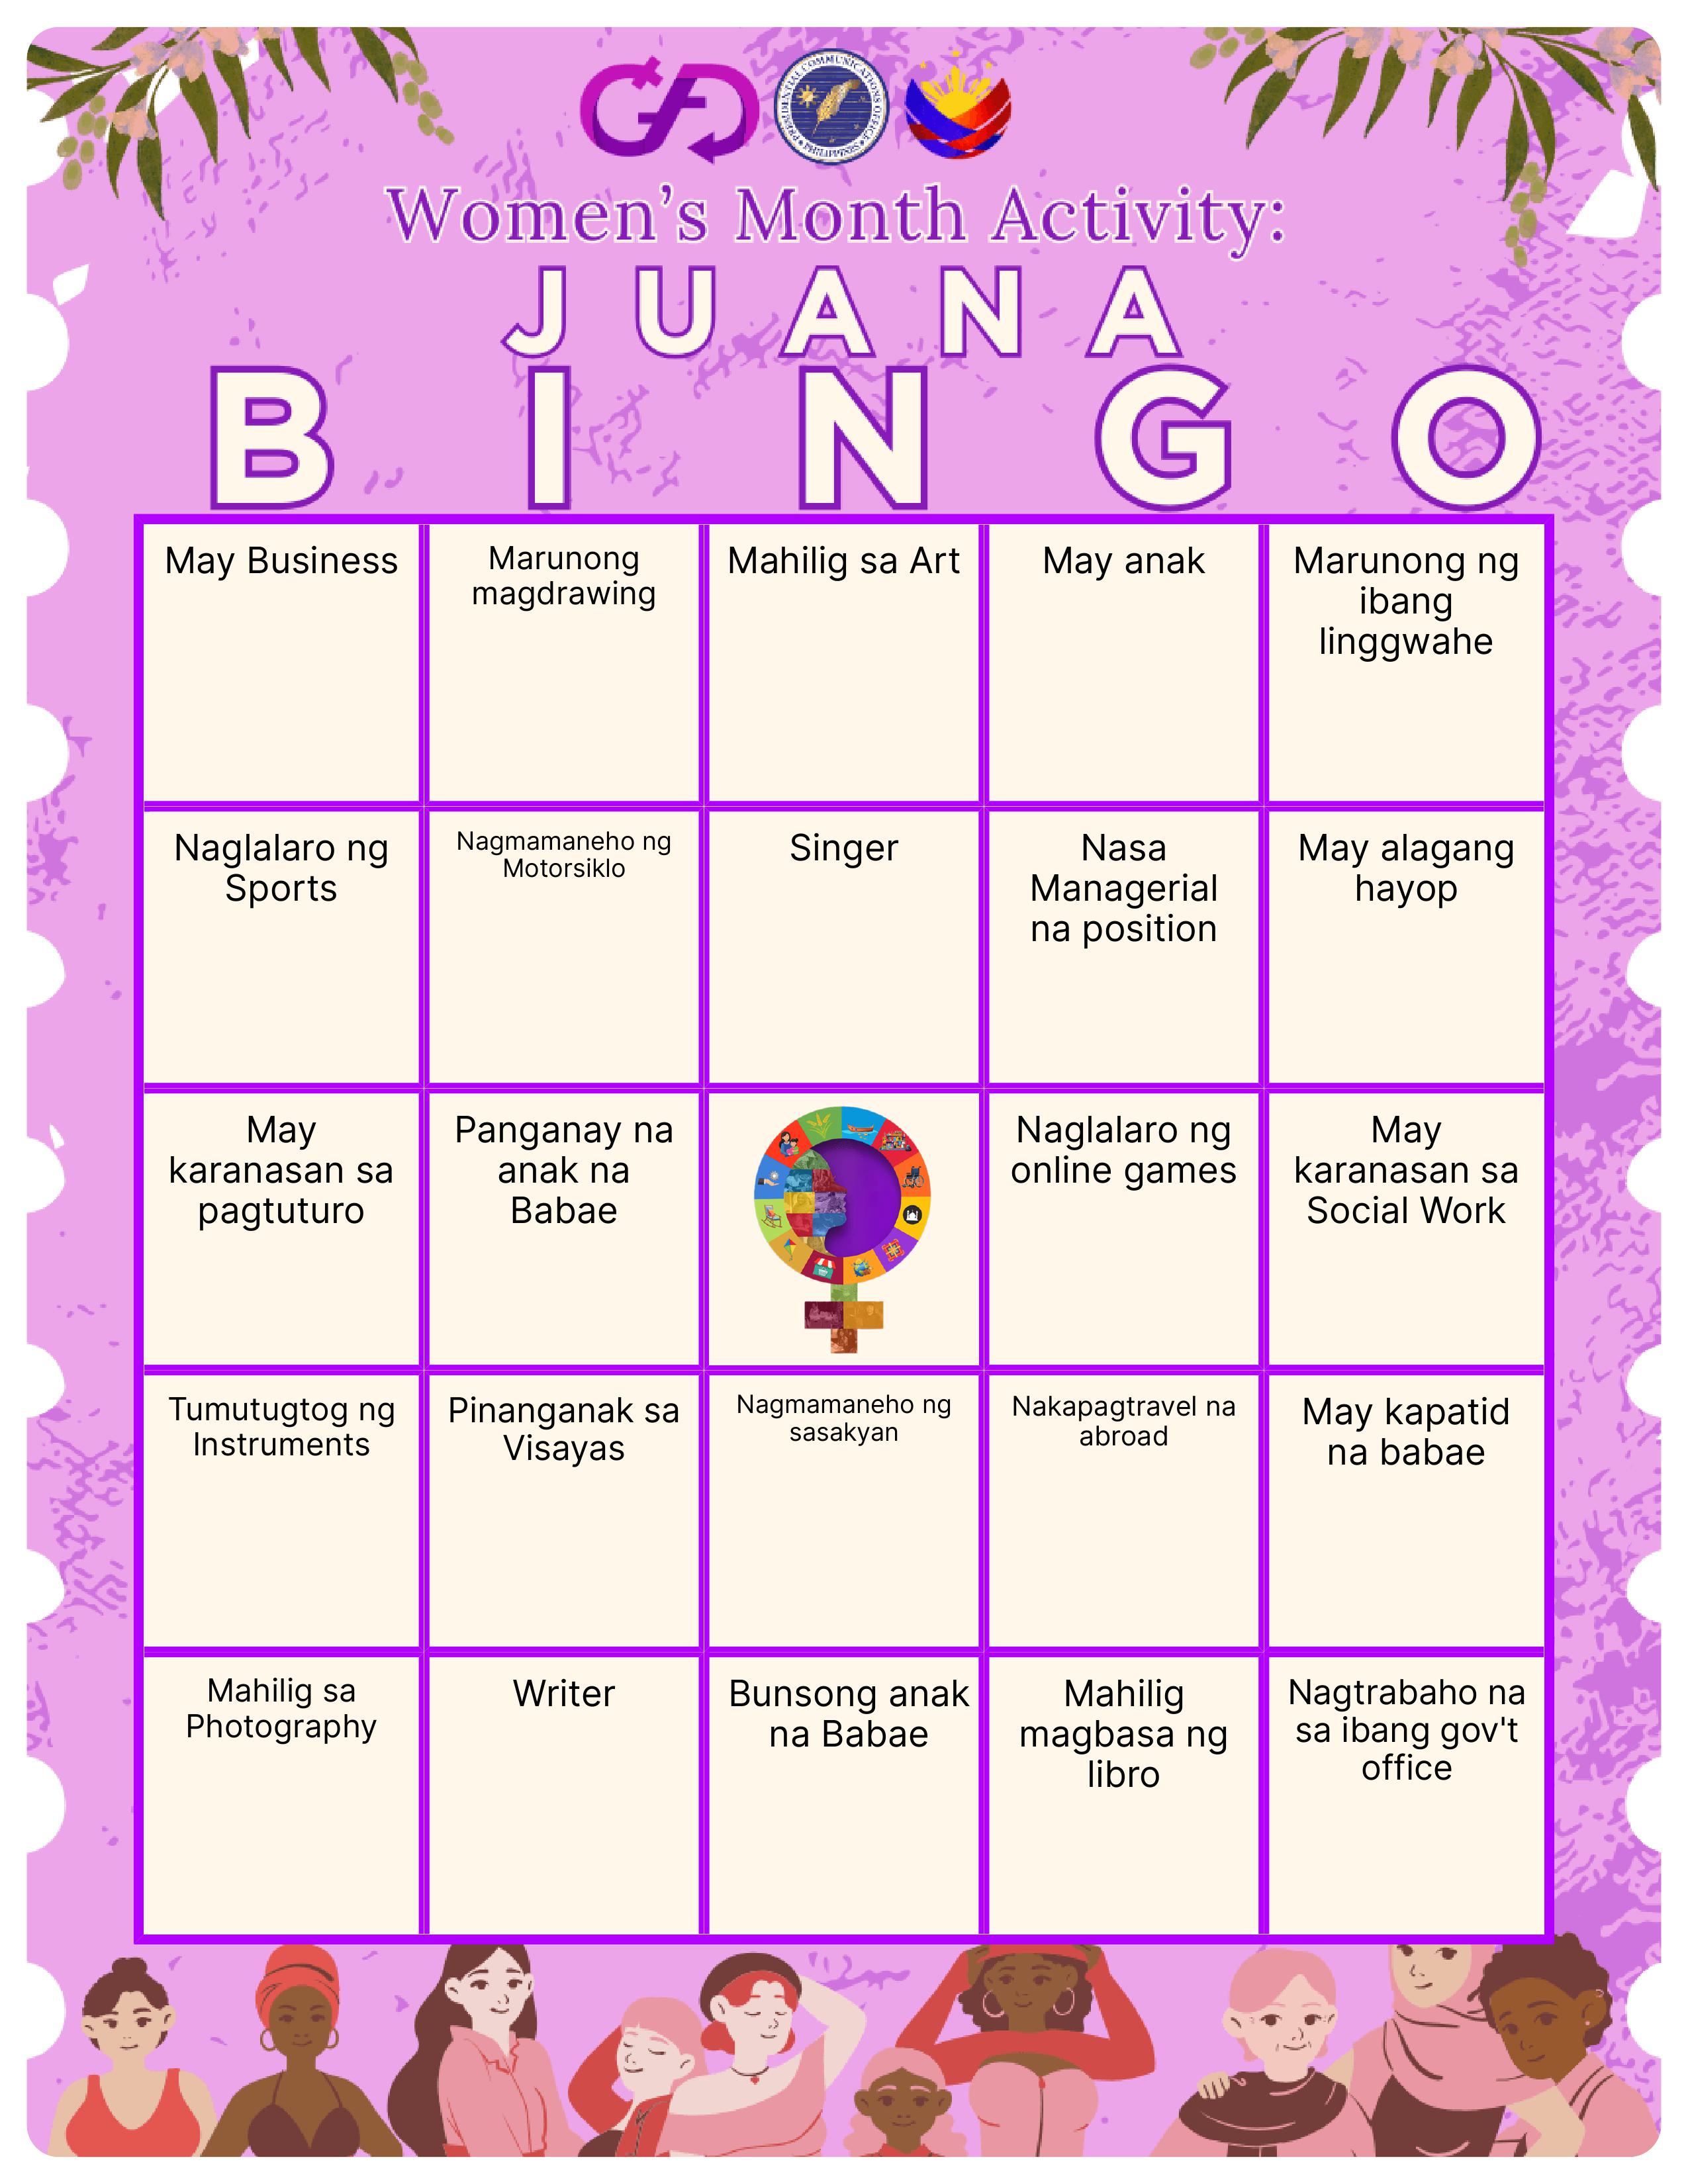 PRESIDENTIAL COMMUNICATIONS OFFICE
PHILIPPINES
Women's Month Activity:
JUANA
BINGO
May Business
Marunong
magdrawing
Mahilig sa Art
May anak
Marunong ng
ibang
linggwahe
Naglalaro ng
Sports
Nagmamaneho ng
Motorsiklo
Singer
Nasa
Managerial
na position
May alagang
hayop
May
karanasan sa
pagtuturo
Panganay na
anak na
Babae
Naglalaro ng
online games
May
karanasan sa
Social Work
Tumutugtog ng
Instruments
Pinanganak sa
Visayas
Nagmamaneho ng
sasakyan
Nakapagtravel na
abroad
May kapatid
na babae
Mahilig sa
Photography
Writer
Bunsong anak
na Babae
Mahilig
magbasa ng
libro
Nagtrabaho na
sa ibang gov't
office